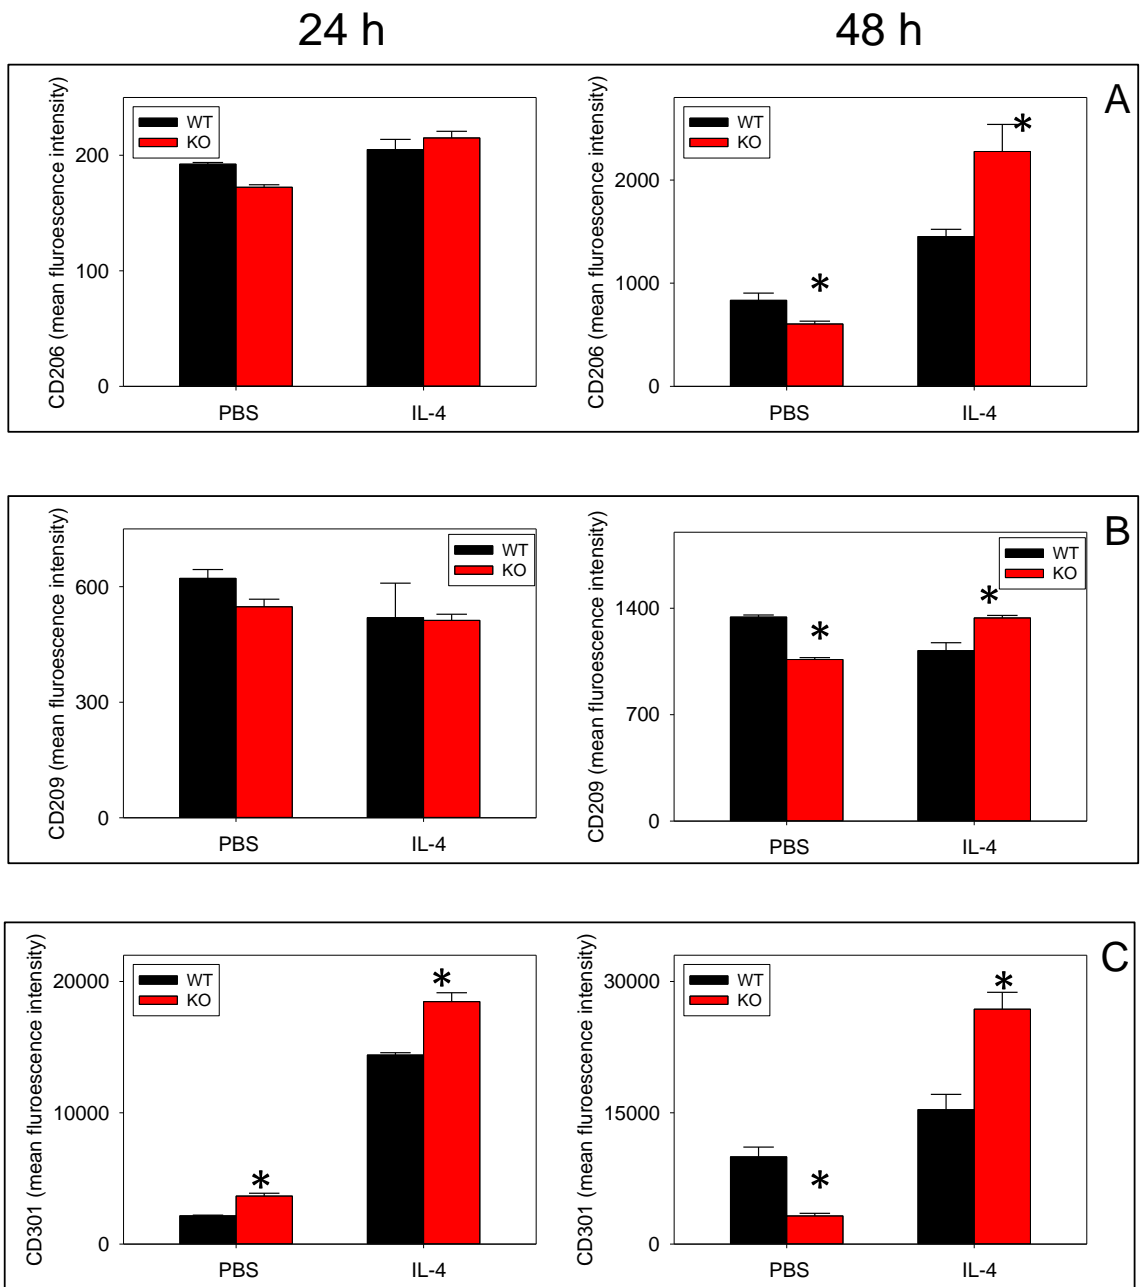 24 h
48 h
A
CD206 (mean fluroescence intensity)
200
100
0
WT
KO
PBS
IL-4
CD206 (mean fluroescence intensity)
2000
1000
0
WT
KO
*
*
PBS
IL-4
B
CD209 (mean fluroescence intensity)
600
300
0
WT
KO
PBS
IL-4
CD209 (mean fluroescence intensity)
1400
700
0
WT
KO
*
*
PBS
IL-4
C
CD301 (mean fluroescence intensity)
20000
10000
0
WT
KO
*
*
PBS
IL-4
CD301 (mean fluroescence intensity)
30000
15000
0
WT
KO
*
*
PBS
IL-4